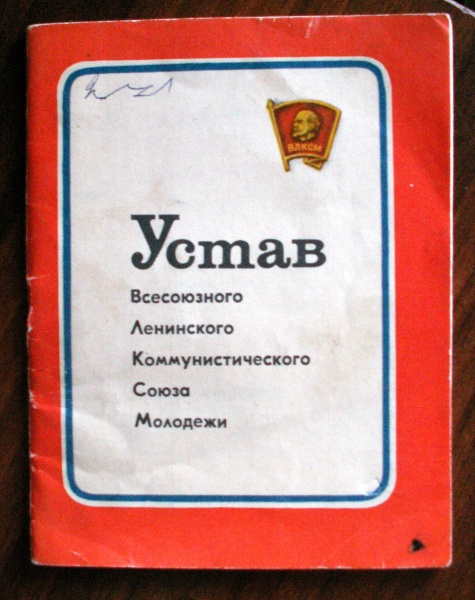 ВЛКСМ
Устав
Всесоюзного
Ленинского
Коммунистического
Союза
Молодежи